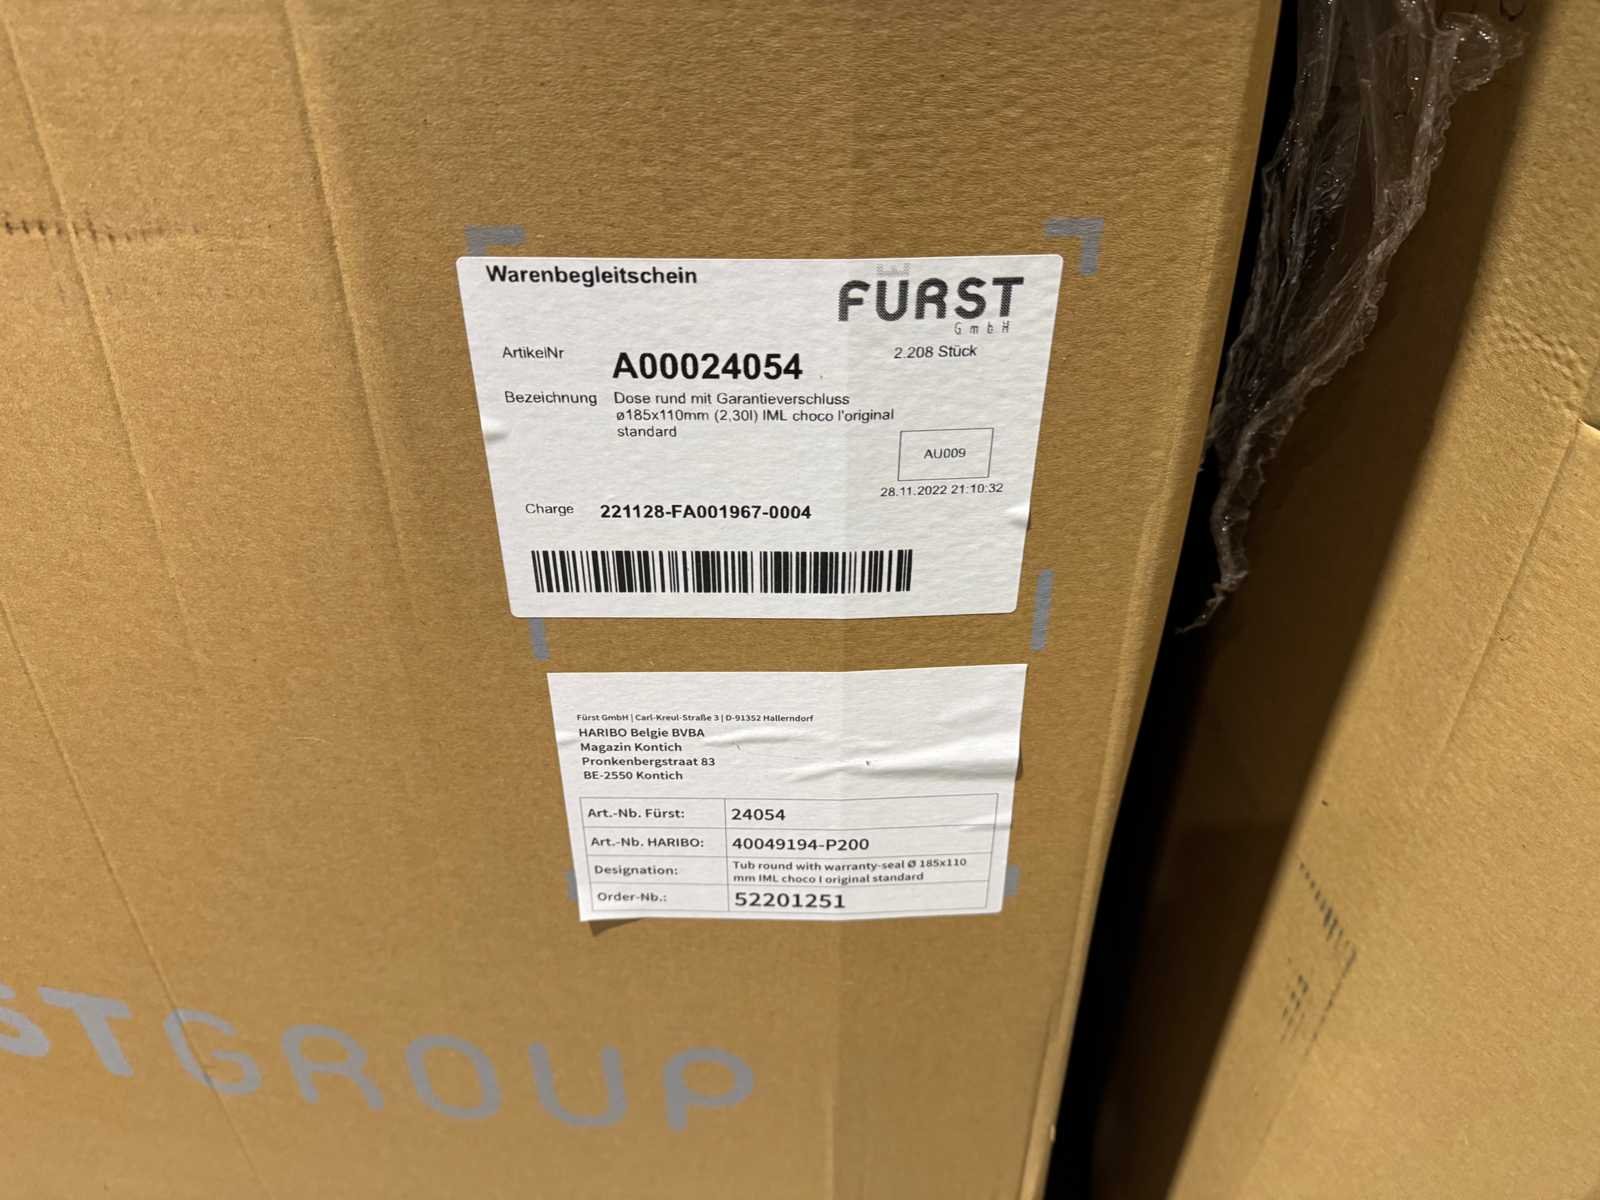 Warenbegleitschein
FÜRST
GmbH
ArtikelNr
A00024054
2.208 Stück
Bezeichnung
Dose rund mit Garantieverschluss
ø185x110mm (2,30l) IML choco l'original
standard
AU009
28.11.2022 21:10:32
Charge
221128-FA001967-0004
Fürst GmbH | Carl-Kreul-Straße 3 | D-91352 Hallerndorf
HARIBO Belgie BVBA
Magazin Kontich
Pronkenbergstraat 83
BE-2550 Kontich
Art.-Nb. Fürst: 24054
Art.-Nb. HARIBO: 40049194-P200
Designation: Tub round with warranty-seal Ø 185x110
mm IML choco l original standard
Order-Nb.: 52201251
STGROUP